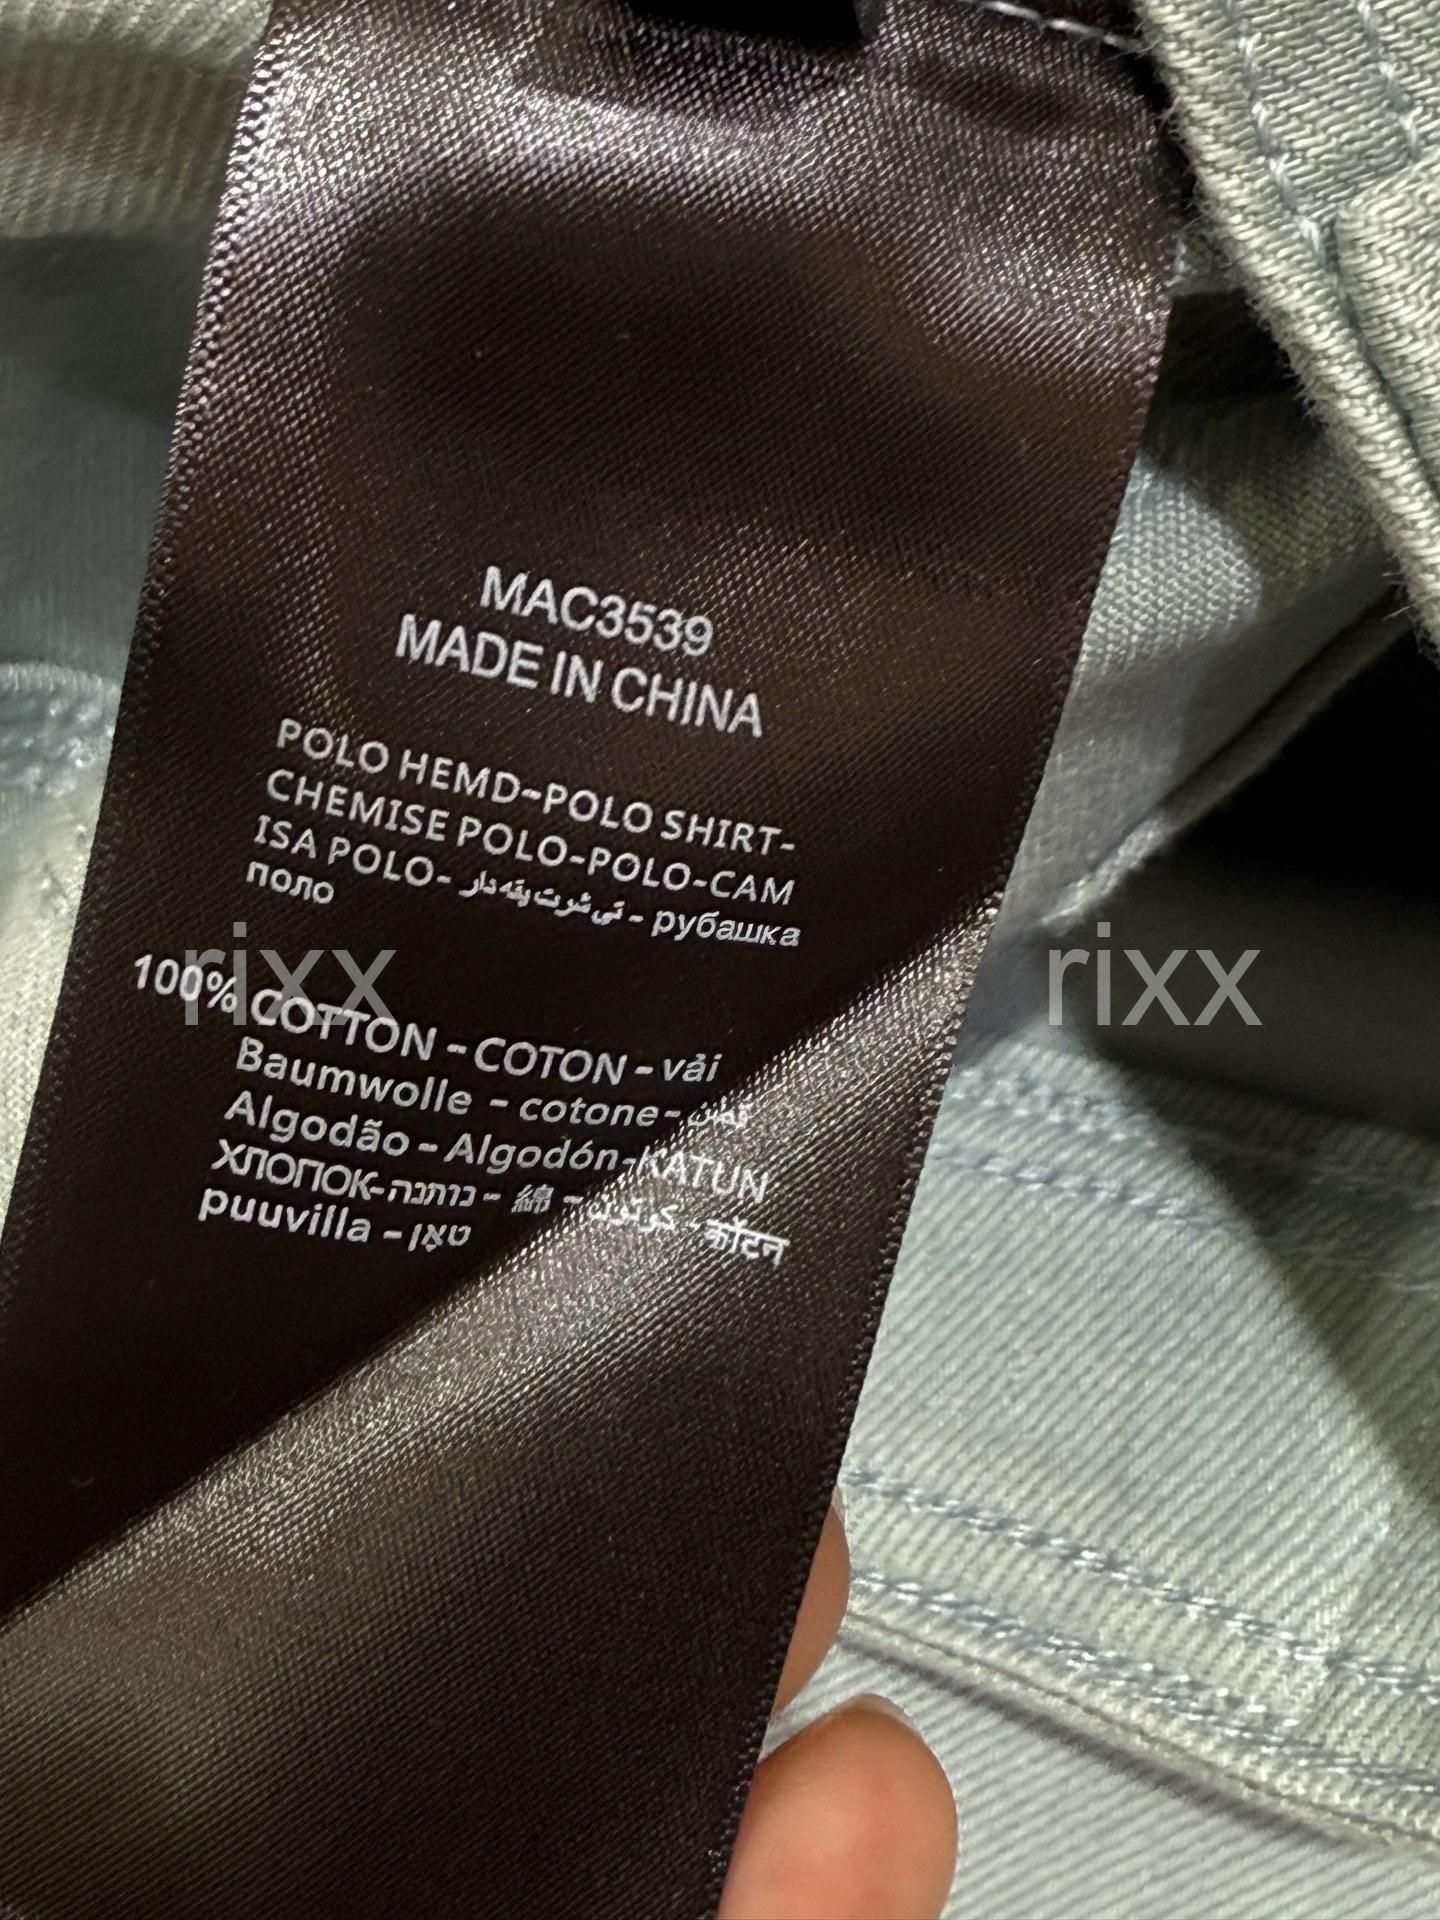 MAC3539
MADE IN CHINA
POLO HEMD-POLO SHIRT-
CHEMISE POLO-POLO-CAM
ISA POLO- تی شرت یقه دار - рубашка
поло
100% COTTON - COTON - vải
Baumwolle - cotone-
Algodão - Algodón-KATUN
ХЛОПОК-כותנה - 綿 -  - कॉटन
puuvilla - טאָן
rixx rixx